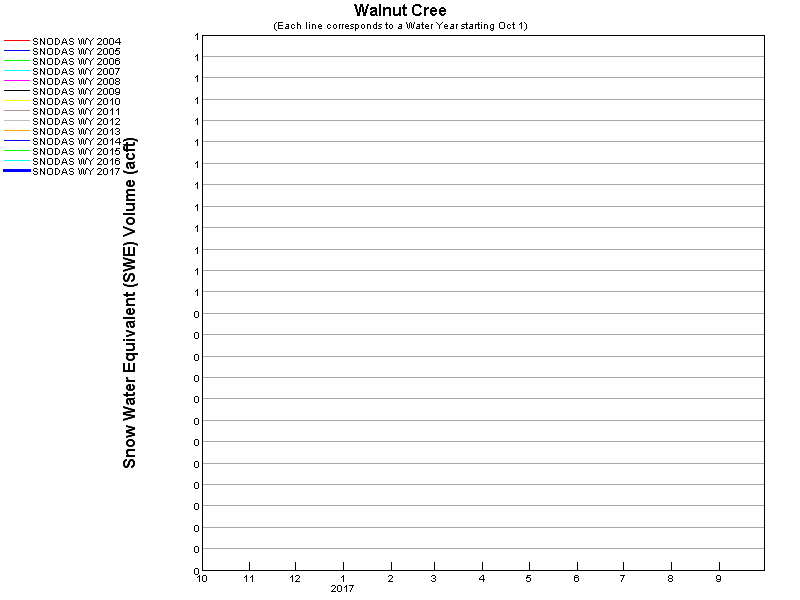 Walnut Cree
(Each line corresponds to a Water Year starting Oct 1)
SNODAS WY 2004
SNODAS WY 2005
SNODAS WY 2006
SNODAS WY 2007
SNODAS WY 2008
SNODAS WY 2009
SNODAS WY 2010
SNODAS WY 2011
SNODAS WY 2012
SNODAS WY 2013
SNODAS WY 2014
SNODAS WY 2015
SNODAS WY 2016
SNODAS WY 2017
Snow Water Equivalent (SWE) Volume (acft)
1
1
1
1
1
1
1
1
1
1
1
1
1
0
0
0
0
0
0
0
0
0
0
0
0
0
10 11 12 1 2 3 4 5 6 7 8 9
2017